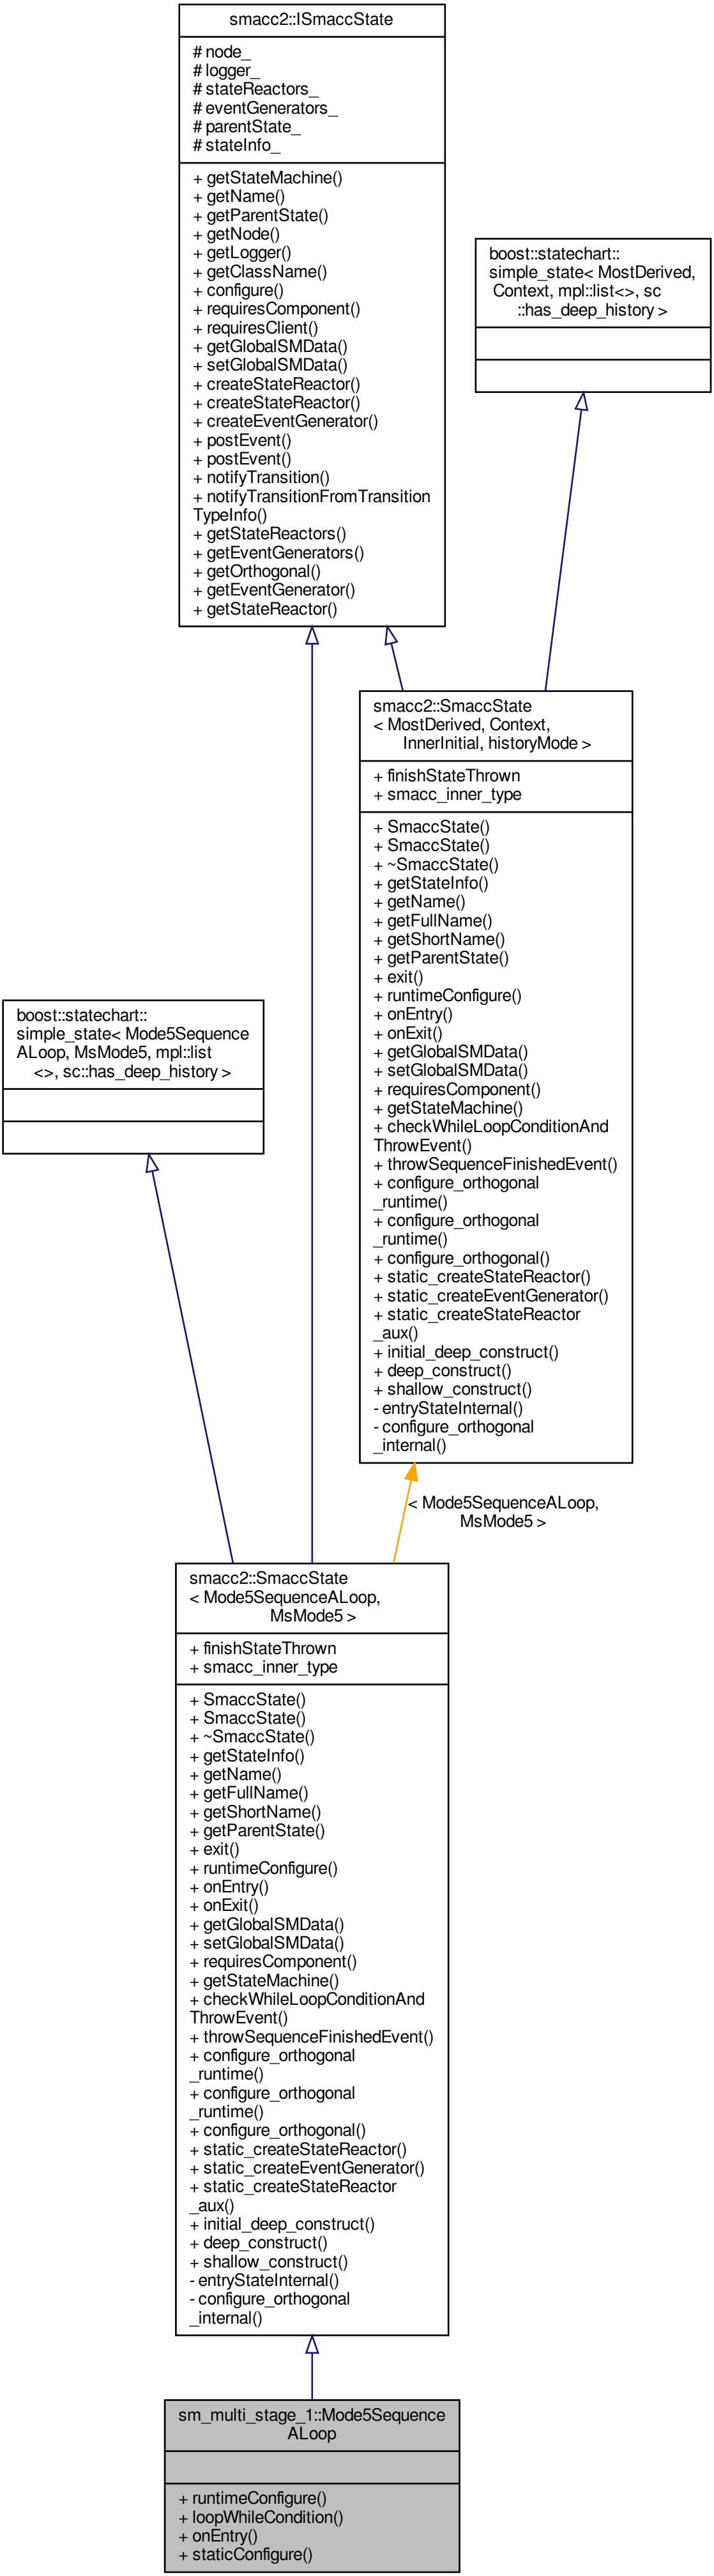 smacc2::ISmaccState
# node_
# logger_
# stateReactors_
# eventGenerators_
# parentState_
# stateInfo_
+ getStateMachine()
+ getName()
+ getParentState()
+ getNode()
+ getLogger()
+ getClassName()
+ configure()
+ requiresComponent()
+ requiresClient()
+ getGlobalSMData()
+ setGlobalSMData()
+ createStateReactor()
+ createStateReactor()
+ createEventGenerator()
+ postEvent()
+ postEvent()
+ notifyTransition()
+ notifyTransitionFromTransition
TypeInfo()
+ getStateReactors()
+ getEventGenerators()
+ getOrthogonal()
+ getEventGenerator()
+ getStateReactor()
boost::statechart::
simple_state< MostDerived,
Context, mpl::list<>, sc
::has_deep_history >
smacc2::SmaccState
< MostDerived, Context,
InnerInitial, historyMode >
+ finishStateThrown
+ smacc_inner_type
+ SmaccState()
+ SmaccState()
+ ~SmaccState()
+ getStateInfo()
+ getName()
+ getFullName()
+ getShortName()
+ getParentState()
+ exit()
+ runtimeConfigure()
+ onEntry()
+ onExit()
+ getGlobalSMData()
+ setGlobalSMData()
+ requiresComponent()
+ getStateMachine()
+ checkWhileLoopConditionAnd
ThrowEvent()
+ throwSequenceFinishedEvent()
+ configure_orthogonal
_runtime()
+ configure_orthogonal
_runtime()
+ configure_orthogonal()
+ static_createStateReactor()
+ static_createEventGenerator()
+ static_createStateReactor
_aux()
+ initial_deep_construct()
+ deep_construct()
+ shallow_construct()
- entryStateInternal()
- configure_orthogonal
_internal()
boost::statechart::
simple_state< Mode5Sequence
ALoop, MsMode5, mpl::list
<>, sc::has_deep_history >
< Mode5SequenceALoop,
MsMode5 >
smacc2::SmaccState
< Mode5SequenceALoop,
MsMode5 >
+ finishStateThrown
+ smacc_inner_type
+ SmaccState()
+ SmaccState()
+ ~SmaccState()
+ getStateInfo()
+ getName()
+ getFullName()
+ getShortName()
+ getParentState()
+ exit()
+ runtimeConfigure()
+ onEntry()
+ onExit()
+ getGlobalSMData()
+ setGlobalSMData()
+ requiresComponent()
+ getStateMachine()
+ checkWhileLoopConditionAnd
ThrowEvent()
+ throwSequenceFinishedEvent()
+ configure_orthogonal
_runtime()
+ configure_orthogonal
_runtime()
+ configure_orthogonal()
+ static_createStateReactor()
+ static_createEventGenerator()
+ static_createStateReactor
_aux()
+ initial_deep_construct()
+ deep_construct()
+ shallow_construct()
- entryStateInternal()
- configure_orthogonal
_internal()
sm_multi_stage_1::Mode5Sequence
ALoop
+ runtimeConfigure()
+ loopWhileCondition()
+ onEntry()
+ staticConfigure()